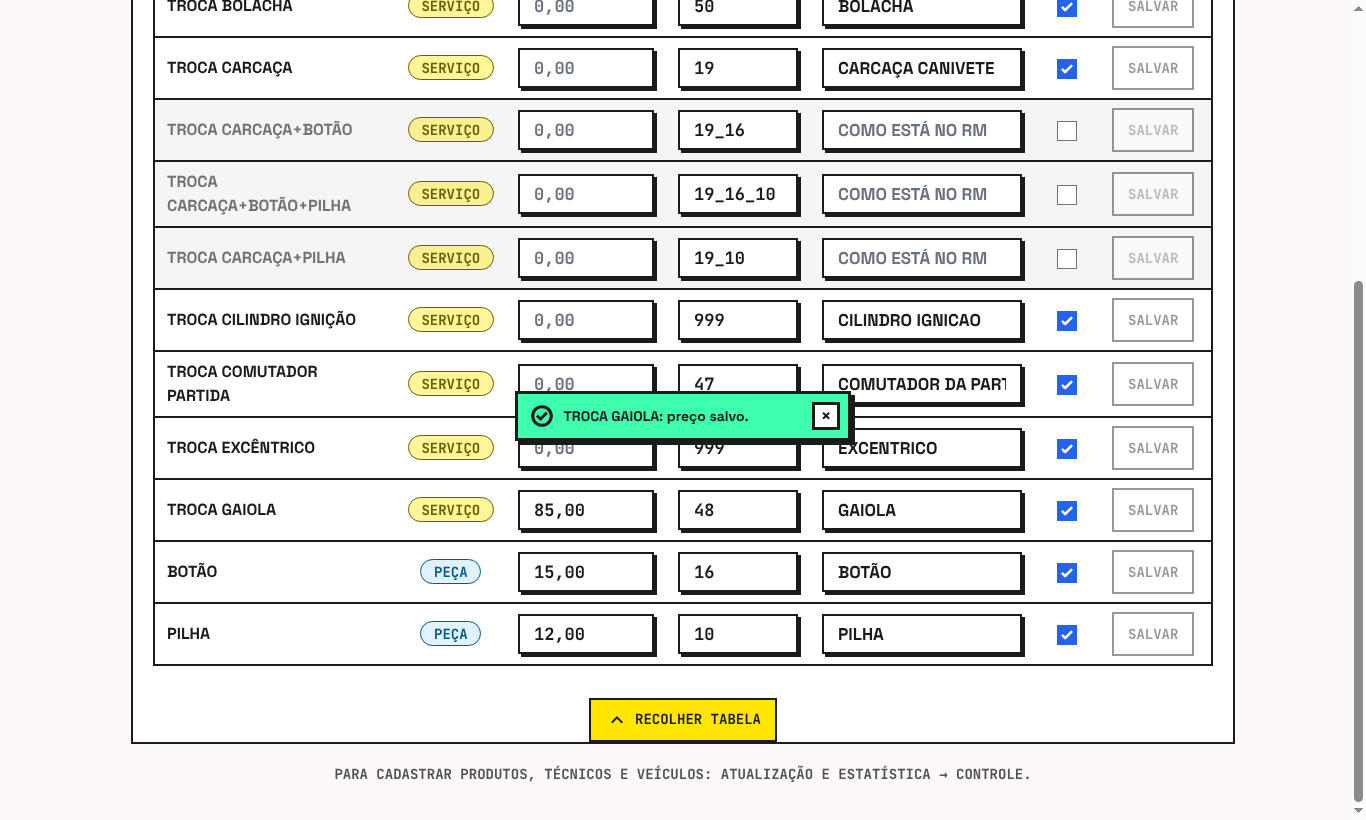 TROCA BOLACHA SERVIÇO 0,00 50 BOLACHA SALVAR
TROCA CARCAÇA SERVIÇO 0,00 19 CARCAÇA CANIVETE SALVAR
TROCA CARCAÇA+BOTÃO SERVIÇO 0,00 19_16 COMO ESTÁ NO RM SALVAR
TROCA
CARCAÇA+BOTÃO+PILHA SERVIÇO 0,00 19_16_10 COMO ESTÁ NO RM SALVAR
TROCA CARCAÇA+PILHA SERVIÇO 0,00 19_10 COMO ESTÁ NO RM SALVAR
TROCA CILINDRO IGNIÇÃO SERVIÇO 0,00 999 CILINDRO IGNICAO SALVAR
TROCA COMUTADOR
PARTIDA SERVIÇO 0,00 47 COMUTADOR DA PART SALVAR
TROCA GAIOLA: preço salvo. ×
TROCA EXCÊNTRICO SERVIÇO 0,00 999 EXCENTRICO SALVAR
TROCA GAIOLA SERVIÇO 85,00 48 GAIOLA SALVAR
BOTÃO PEÇA 15,00 16 BOTÃO SALVAR
PILHA PEÇA 12,00 10 PILHA SALVAR
RECOLHER TABELA
PARA CADASTRAR PRODUTOS, TÉCNICOS E VEÍCULOS: ATUALIZAÇÃO E ESTATÍSTICA → CONTROLE.